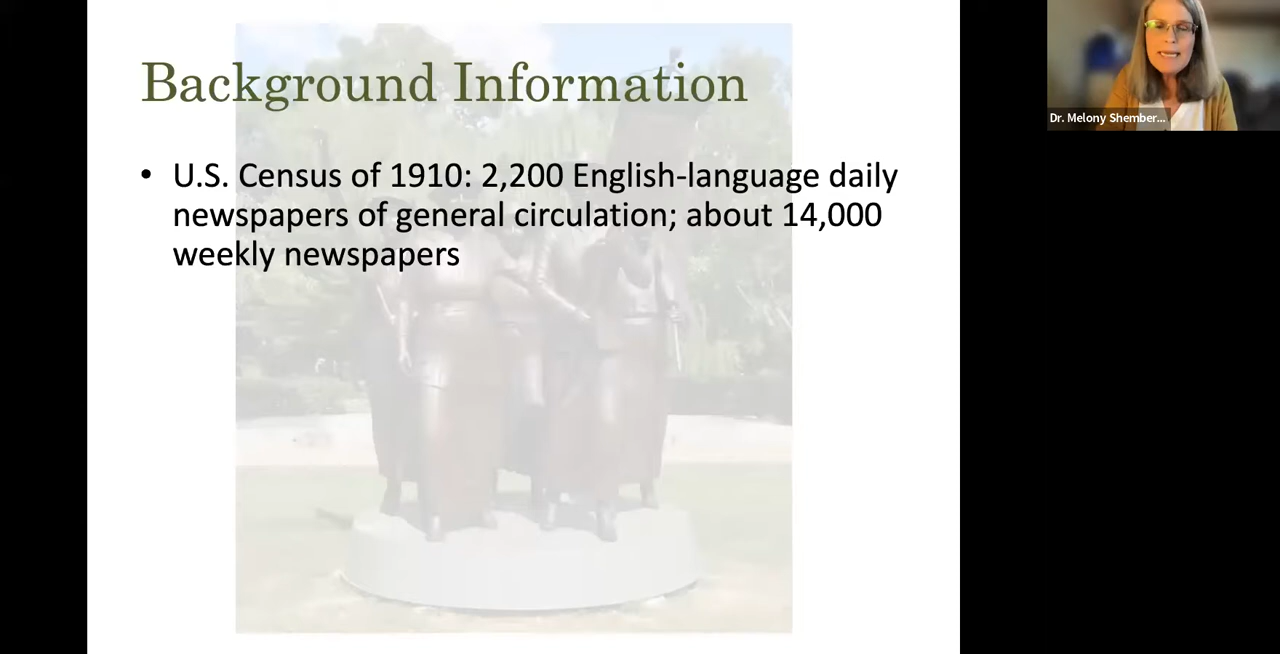 Background Information
• U.S. Census of 1910: 2,200 English-language daily
newspapers of general circulation; about 14,000
weekly newspapers
Dr. Melony Shember...